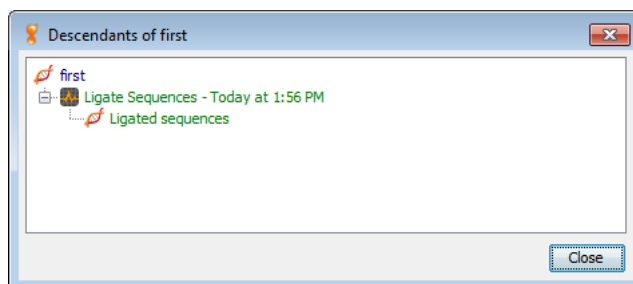 Descendants of first
first
Ligate Sequences - Today at 1:56 PM
Ligated sequences
Close